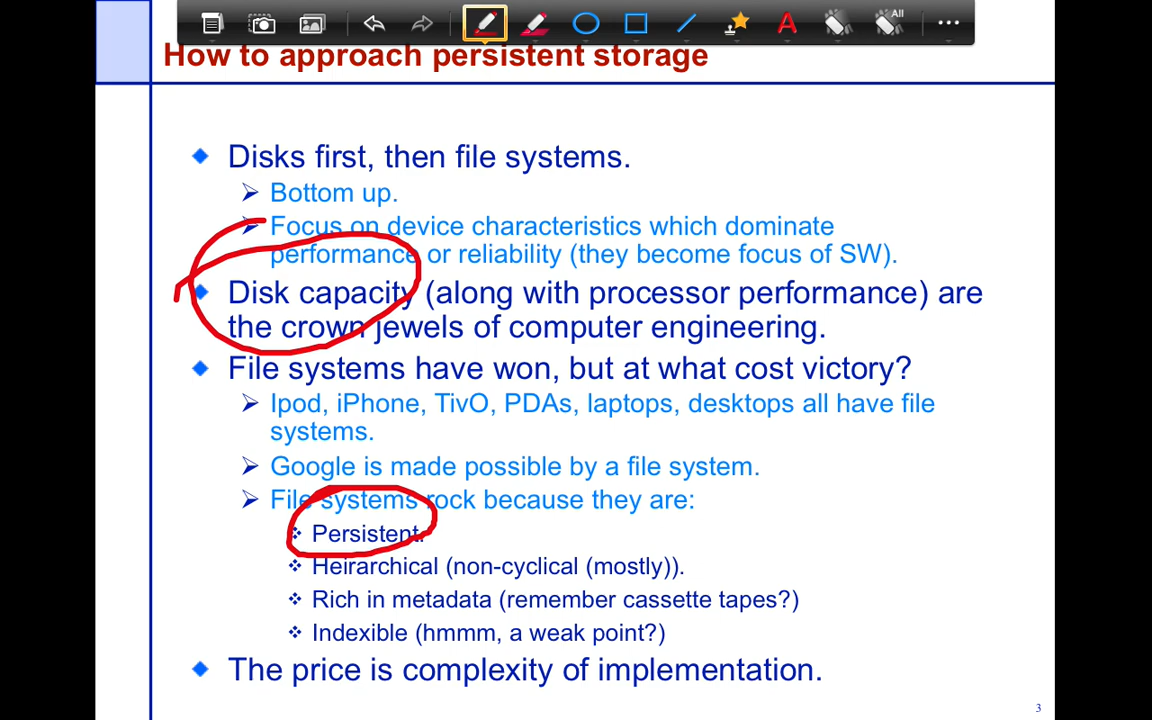 All
A
How to approach persistent storage
Disks first, then file systems.
Bottom up.
Focus on device characteristics which dominate
performance or reliability (they become focus of SW).
Disk capacity (along with processor performance) are
the crown jewels of computer engineering.
File systems have won, but at what cost victory?
Ipod, iPhone, TivO, PDAs, laptops, desktops all have file
systems.
Google is made possible by a file system.
File systems rock because they are:
Persistent.
Heirarchical (non-cyclical (mostly)).
Rich in metadata (remember cassette tapes?)
Indexible (hmmm, a weak point?)
The price is complexity of implementation.
3